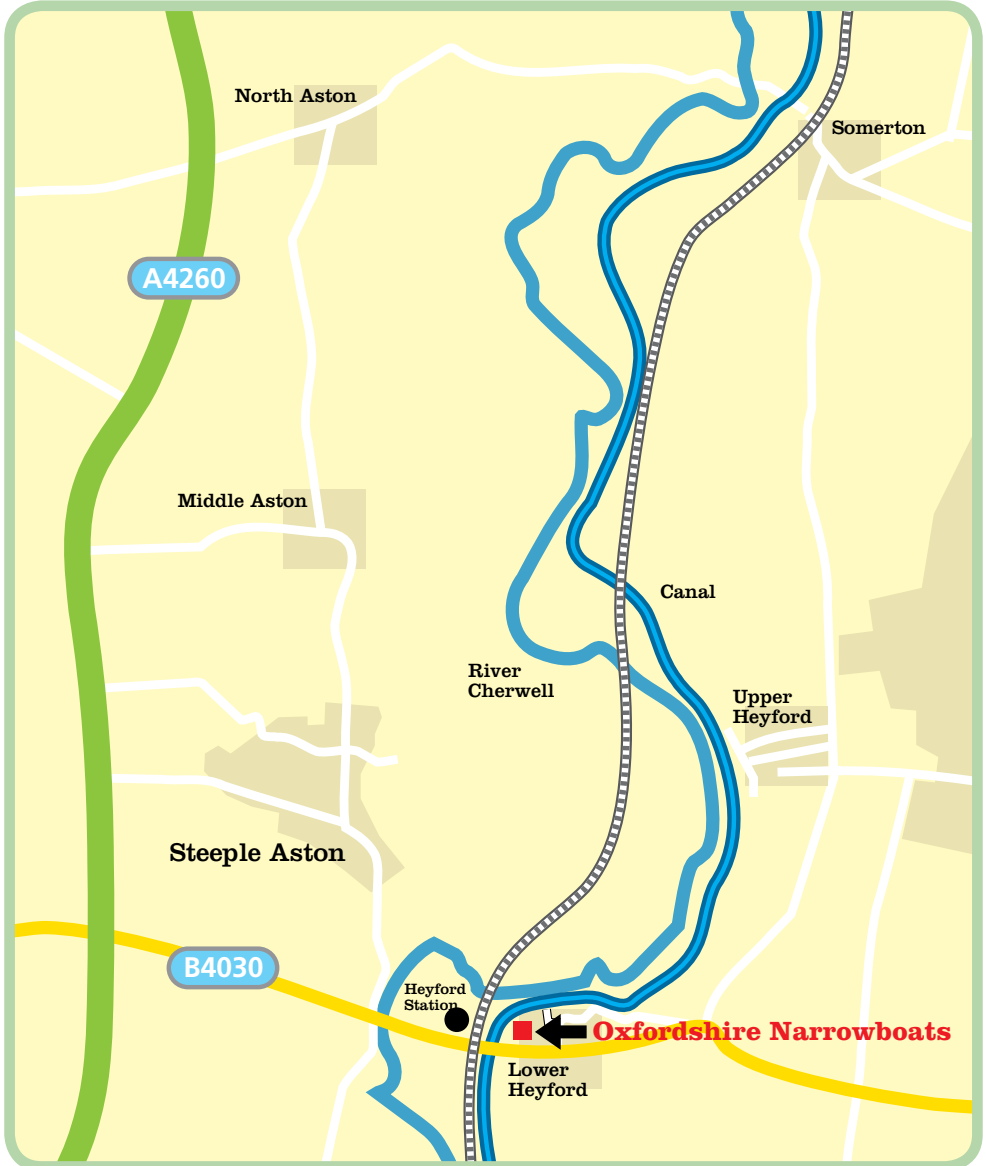 North Aston
Somerton
A4260
Middle Aston
Canal
River
Cherwell
Upper
Heyford
Steeple Aston
B4030
Heyford
Station
Oxfordshire Narrowboats
Lower
Heyford